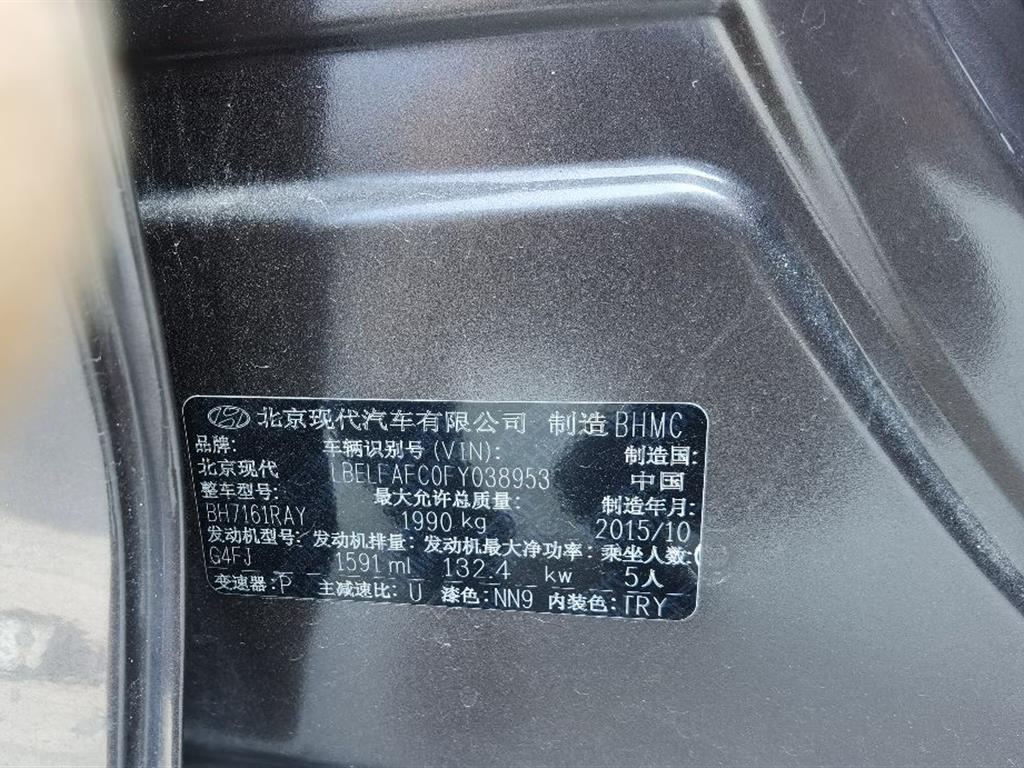 北京现代汽车有限公司 制造 BHMC
品牌: 车辆识别号(VIN): 制造国:
北京现代 LBELFAFC0FY038953 中国
整车型号: 最大允许总质量: 制造年月:
BH7161RAY 1990 kg 2015/10
发动机型号: 发动机排量: 发动机最大净功率: 乘坐人数:
G4FJ 1591 ml 132.4 kw 5人
变速器:P 主减速比: U 漆色:NN9 内装色:TRY